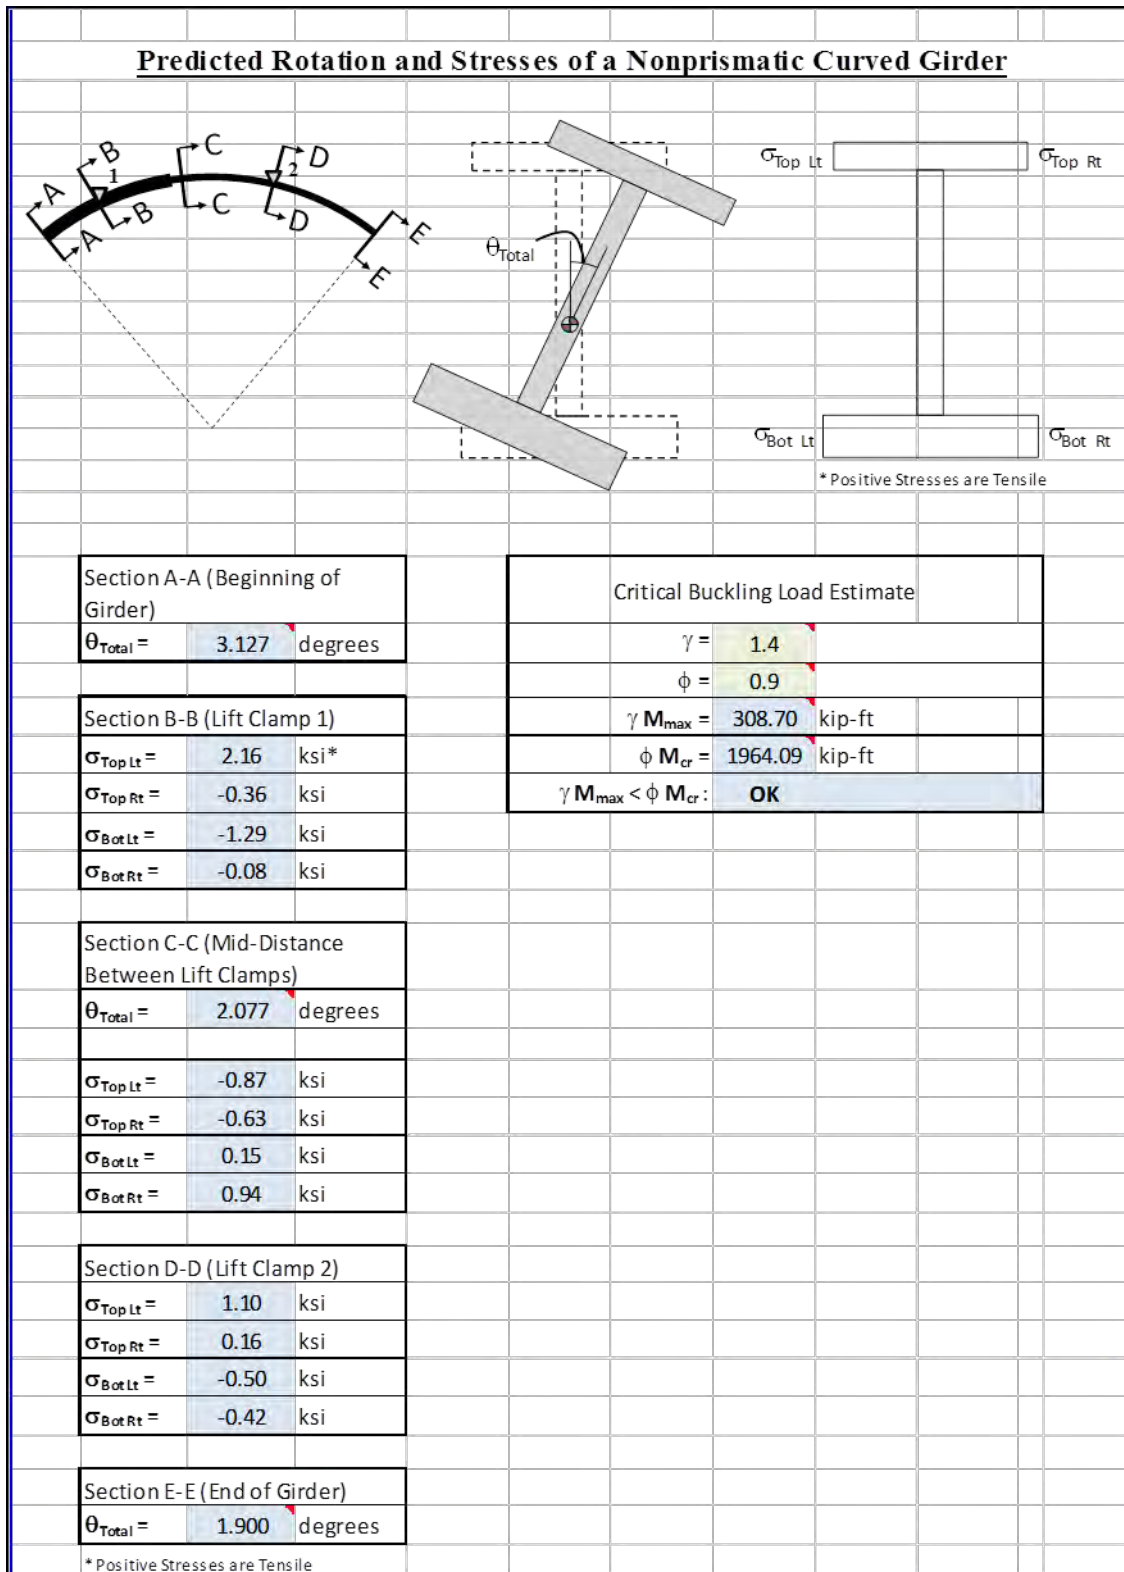 Predicted Rotation and Stresses of a Nonprismatic Curved Girder
A B C D E
1 2
A B C D E
θTotal
σTop Lt σTop Rt
σBot Lt σBot Rt
* Positive Stresses are Tensile
Section A-A (Beginning of
Girder)
θTotal = 3.127 degrees
Section B-B (Lift Clamp 1)
σTop Lt = 2.16 ksi*
σTop Rt = -0.36 ksi
σBot Lt = -1.29 ksi
σBot Rt = -0.08 ksi
Section C-C (Mid-Distance
Between Lift Clamps)
θTotal = 2.077 degrees
σTop Lt = -0.87 ksi
σTop Rt = -0.63 ksi
σBot Lt = 0.15 ksi
σBot Rt = 0.94 ksi
Section D-D (Lift Clamp 2)
σTop Lt = 1.10 ksi
σTop Rt = 0.16 ksi
σBot Lt = -0.50 ksi
σBot Rt = -0.42 ksi
Section E-E (End of Girder)
θTotal = 1.900 degrees
* Positive Stresses are Tensile
Critical Buckling Load Estimate
γ = 1.4
ϕ = 0.9
γ Mmax = 308.70 kip-ft
ϕ Mcr = 1964.09 kip-ft
γ Mmax < ϕ Mcr : OK